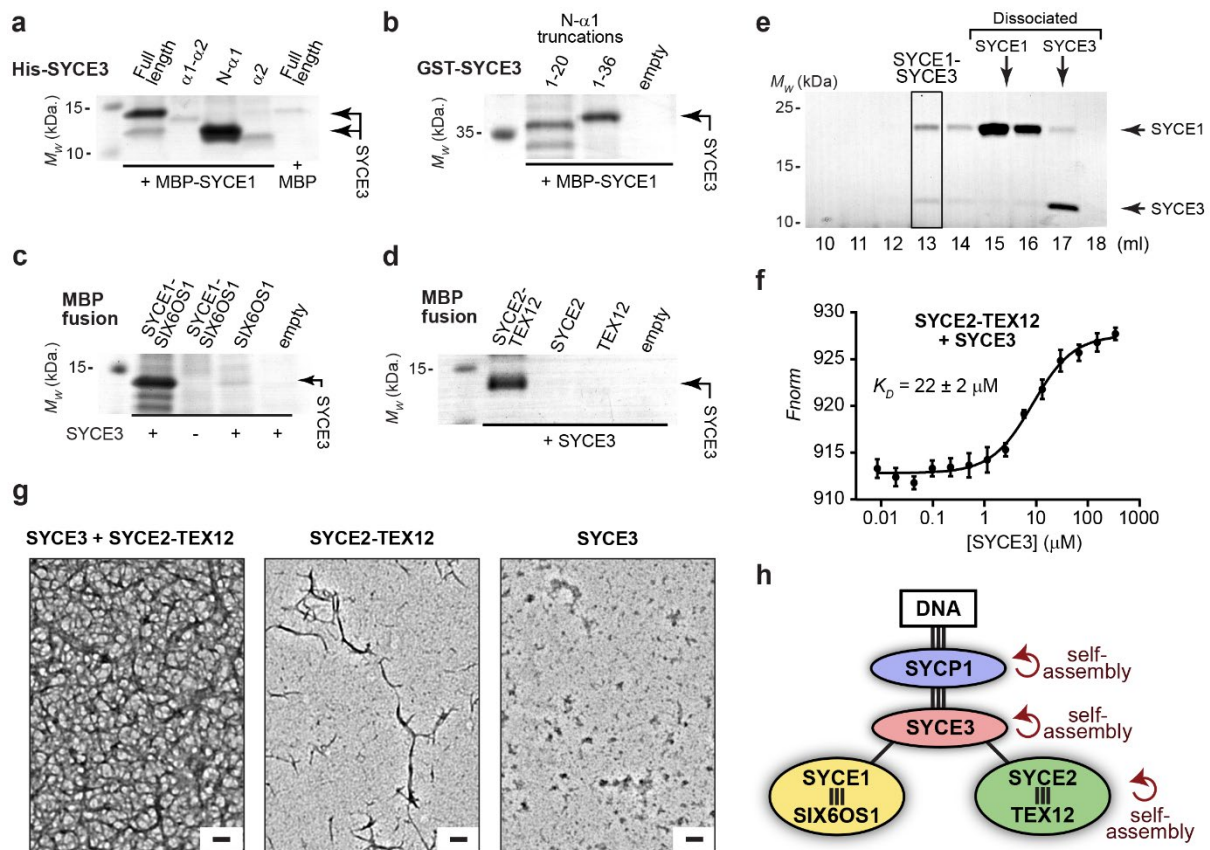 a
His-SYCE3
Full length
α1-α2
N-α1
α2
Full length
Mw (kDa.)
15-
10-
+ MBP-SYCE1
+ MBP
SYCE3
b
N-α1 truncations
GST-SYCE3
1-20
1-36
empty
Mw (kDa.)
35-
+ MBP-SYCE1
SYCE3
c
MBP fusion
SYCE1-SIX6OS1
SYCE1-SIX6OS1
SIX6OS1
empty
Mw (kDa.)
15-
SYCE3
SYCE3 + - + +
d
MBP fusion
SYCE2-TEX12
SYCE2
TEX12
empty
Mw (kDa.)
15-
+ SYCE3
SYCE3
e
Dissociated
SYCE1-SYCE3
SYCE1
SYCE3
Mw (kDa)
25-
15-
10-
SYCE1
SYCE3
10 11 12 13 14 15 16 17 18 (ml)
f
SYCE2-TEX12
+ SYCE3
KD = 22 ± 2 μM
Fnorm
930
925
920
915
910
0.01 0.1 1 10 100 1000
[SYCE3] (μM)
g
SYCE3 + SYCE2-TEX12
SYCE2-TEX12
SYCE3
h
DNA
SYCP1
self-assembly
SYCE3
self-assembly
SYCE1
SIX6OS1
SYCE2
TEX12
self-assembly